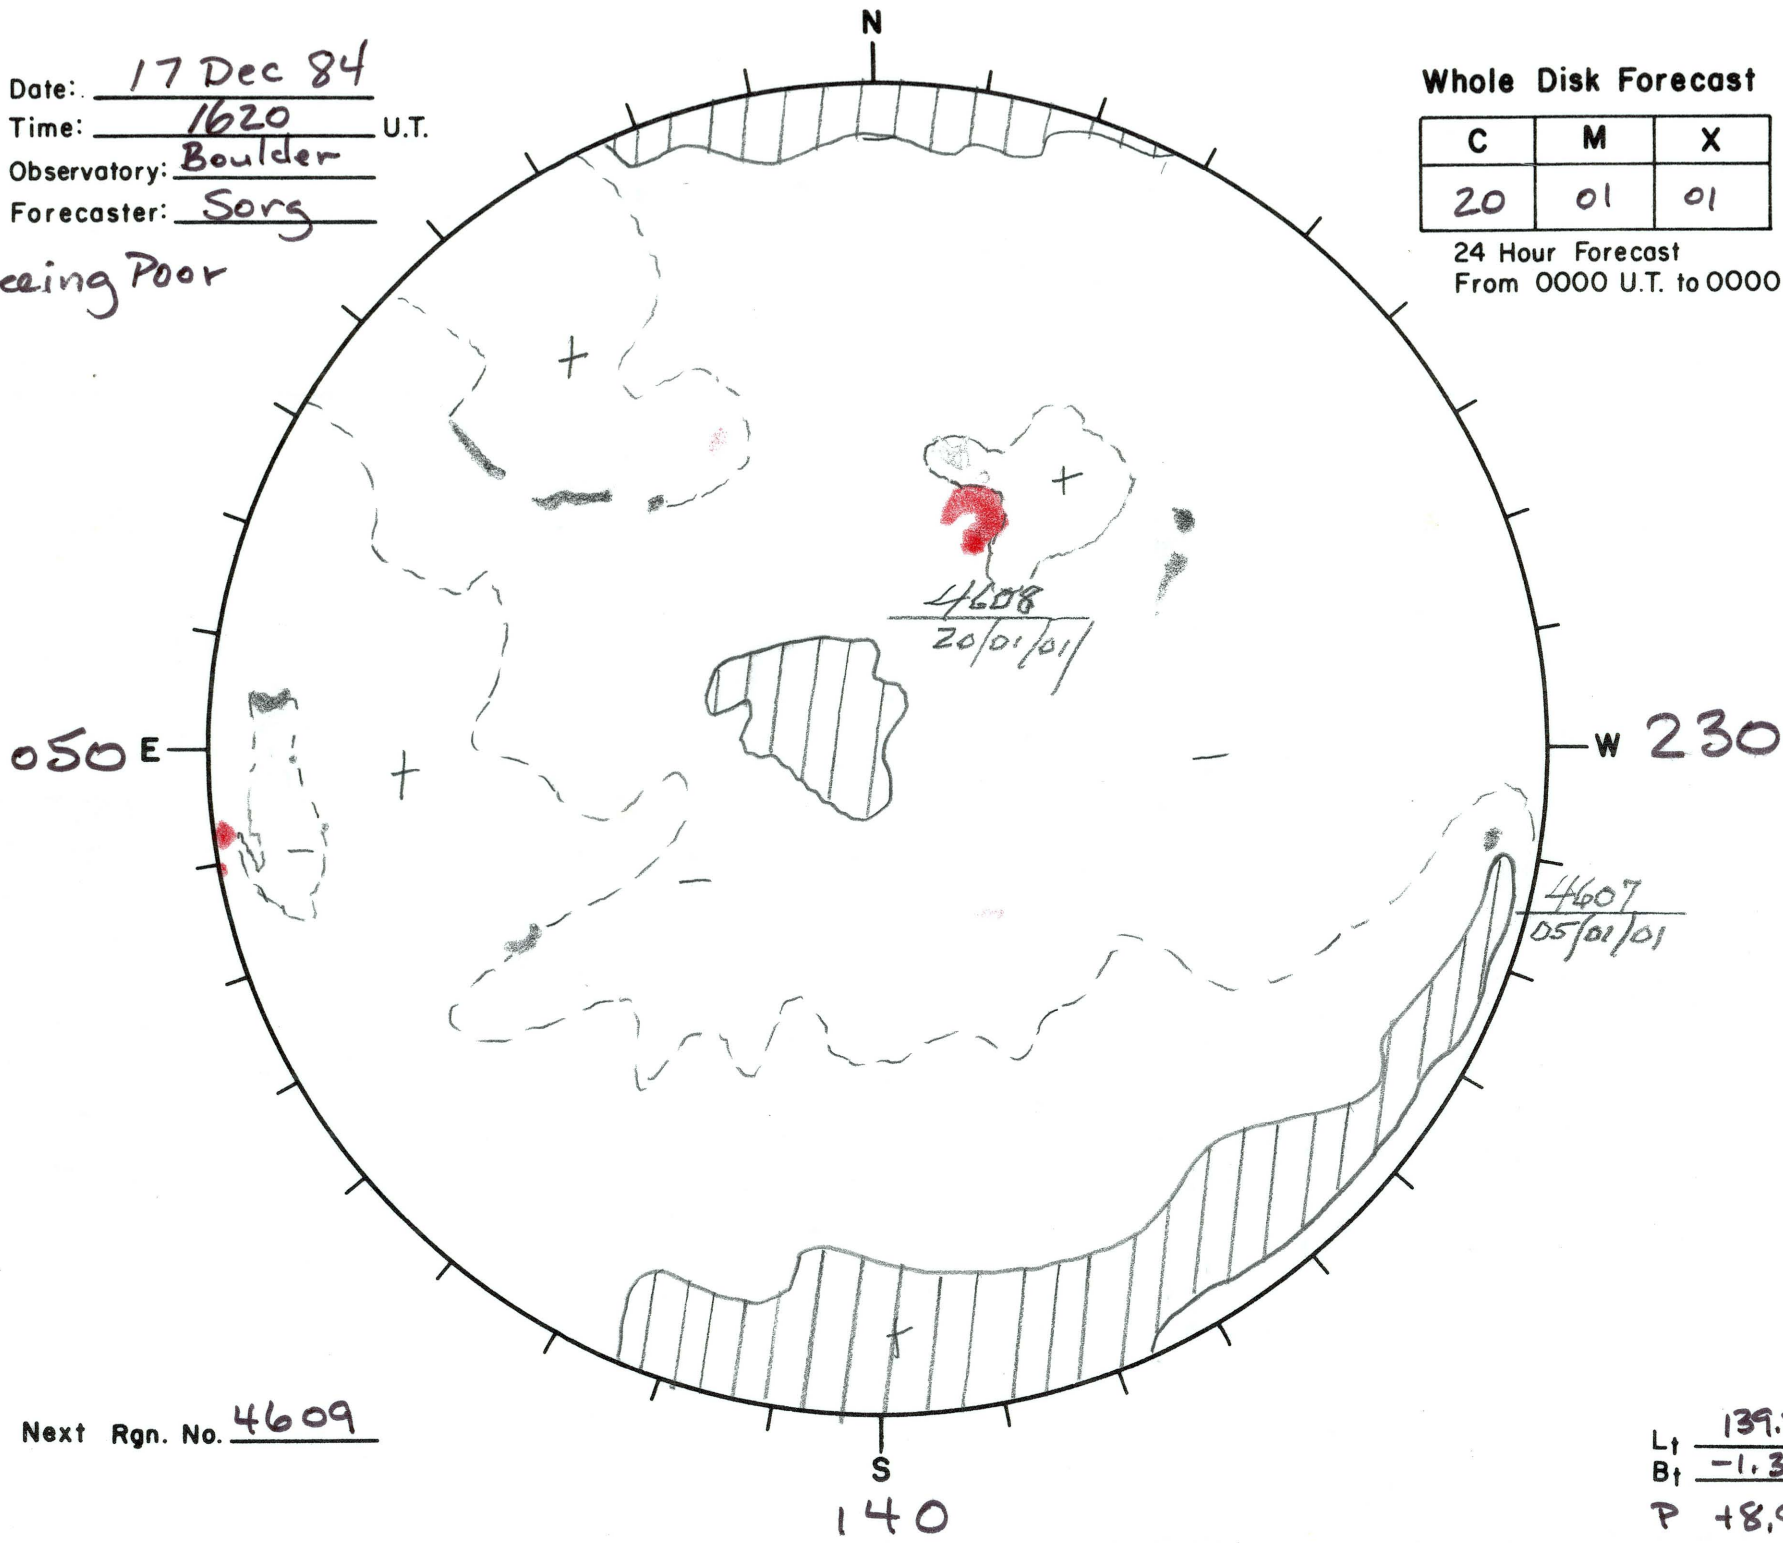 N
Date: 17 Dec 84
Time: 1620 U.T.
Observatory: Boulder
Forecaster: Sorg
eeing Poor
Whole Disk Forecast
C M X
20 01 01
24 Hour Forecast
From 0000 U.T. to 0000
+
+
4608
20/01/01/
050 E
+
-
W 230
-
-
4607
05/01/01
+
Next Rgn. No. 4609
S
140
Lt 139.
Bt -1.3
P +8.9